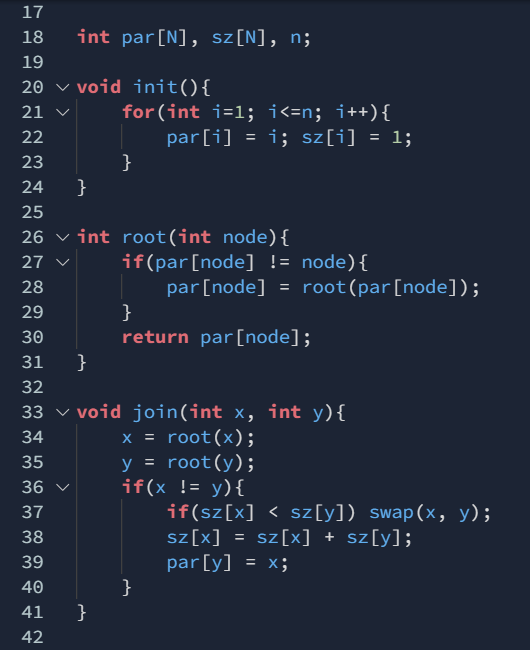 17
18 int par[N], sz[N], n;
19
20 void init(){
21     for(int i=1; i<=n; i++){
22         par[i] = i; sz[i] = 1;
23     }
24 }
25
26 int root(int node){
27     if(par[node] != node){
28         par[node] = root(par[node]);
29     }
30     return par[node];
31 }
32
33 void join(int x, int y){
34     x = root(x);
35     y = root(y);
36     if(x != y){
37         if(sz[x] < sz[y]) swap(x, y);
38         sz[x] = sz[x] + sz[y];
39         par[y] = x;
40     }
41 }
42